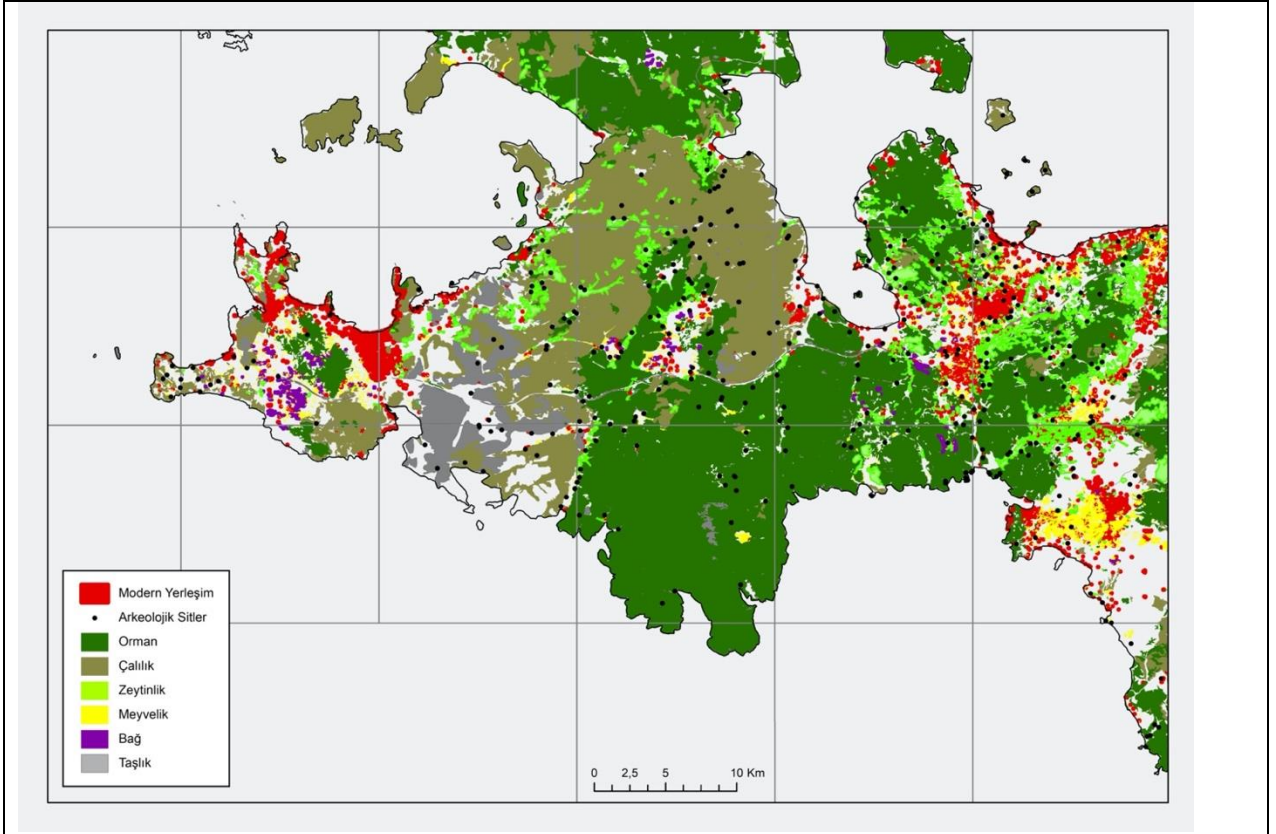 Modern Yerleşim
Arkeolojik Sitler
Orman
Çalılık
Zeytinlik
Meyvelik
Bağ
Taşlık
0 2,5 5 10 Km